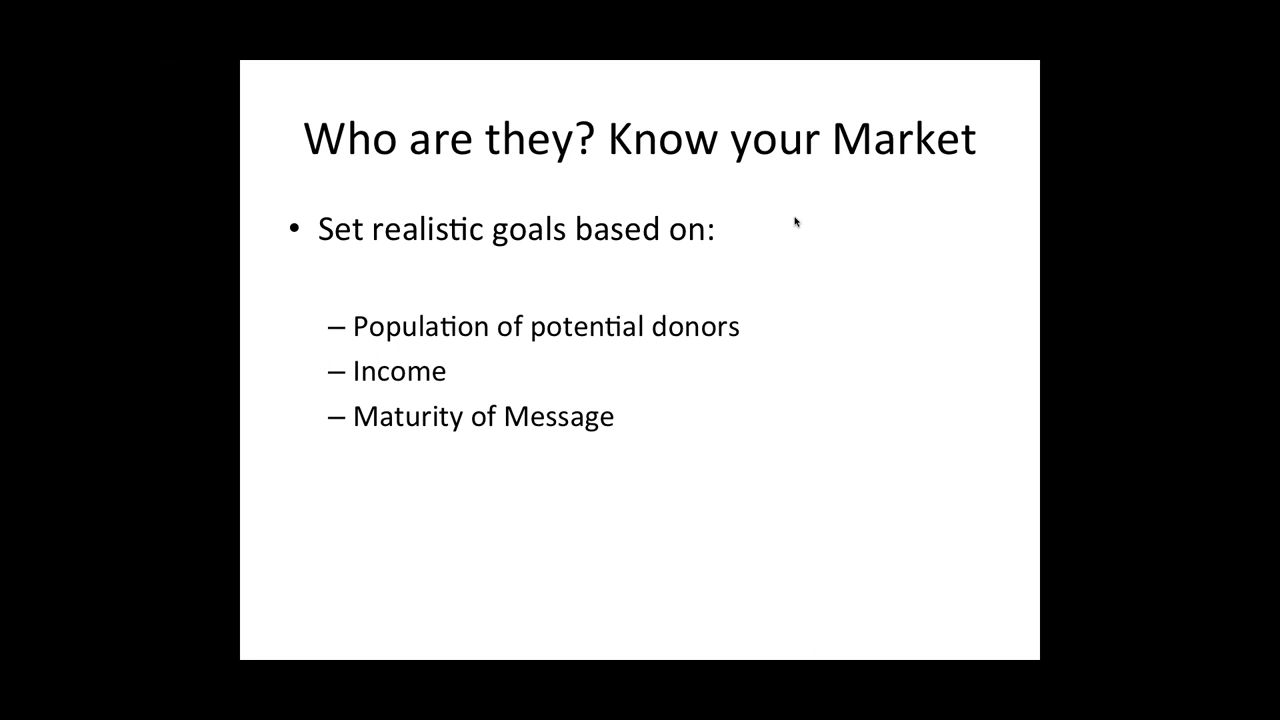 Who are they? Know your Market
• Set realistic goals based on:
– Population of potential donors
– Income
– Maturity of Message